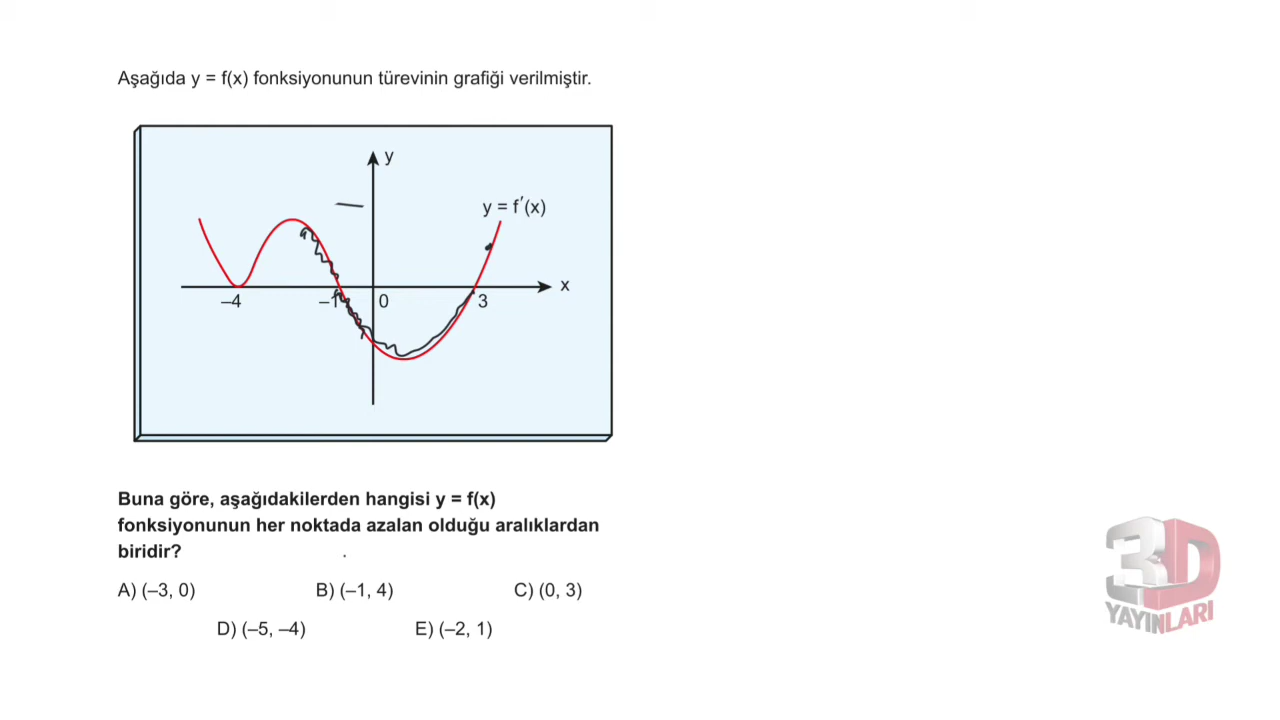 Aşağıda y = f(x) fonksiyonunun türevinin grafiği verilmiştir.
y
y = f′(x)
x
–4
–1
0
3
Buna göre, aşağıdakilerden hangisi y = f(x)
fonksiyonunun her noktada azalan olduğu aralıklardan
biridir?
A) (–3, 0) B) (–1, 4) C) (0, 3)
D) (–5, –4) E) (–2, 1)
3D
YAYINLARI